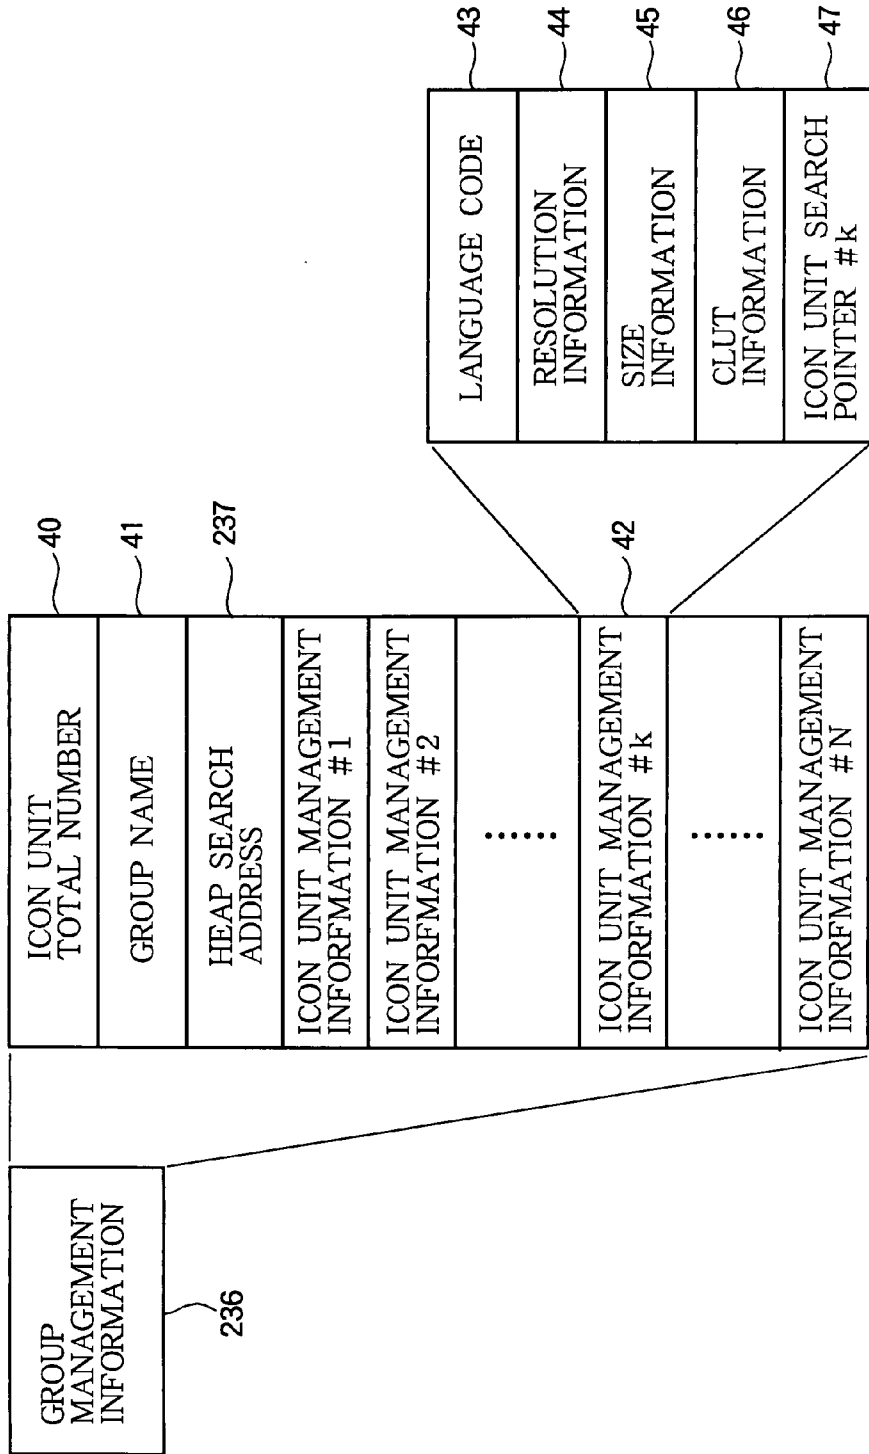 GROUP
MANAGEMENT
INFORMATION
236
ICON UNIT
TOTAL NUMBER
40
GROUP NAME
41
HEAP SEARCH
ADDRESS
237
ICON UNIT MANAGEMENT
INFORFMATION #1
ICON UNIT MANAGEMENT
INFORFMATION #2
......
ICON UNIT MANAGEMENT
INFORFMATION #k
42
......
ICON UNIT MANAGEMENT
INFORFMATION #N
LANGUAGE CODE
43
RESOLUTION
INFORMATION
44
SIZE
INFORMATION
45
CLUT
INFORMATION
46
ICON UNIT SEARCH
POINTER #k
47